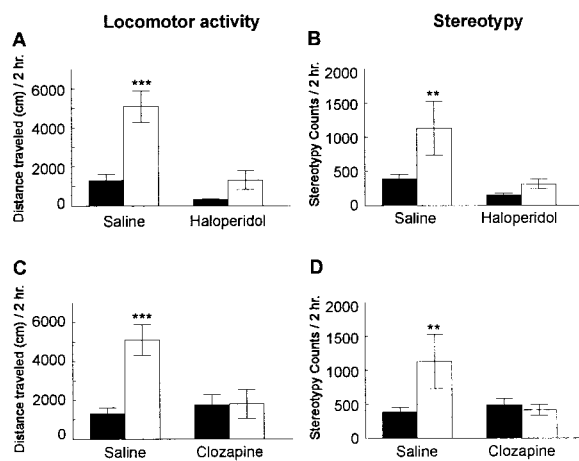 Locomotor activity
Stereotypy
A
Distance traveled (cm) / 2 hr.
6000
4000
2000
0
***
Saline
Haloperidol
B
Stereotypy Counts / 2 hr.
2000
1500
1000
500
0
**
Saline
Haloperidol
C
Distance traveled (cm) / 2 hr.
6000
4000
2000
0
***
Saline
Clozapine
D
Stereotypy Counts / 2 hr.
2000
1500
1000
500
0
**
Saline
Clozapine